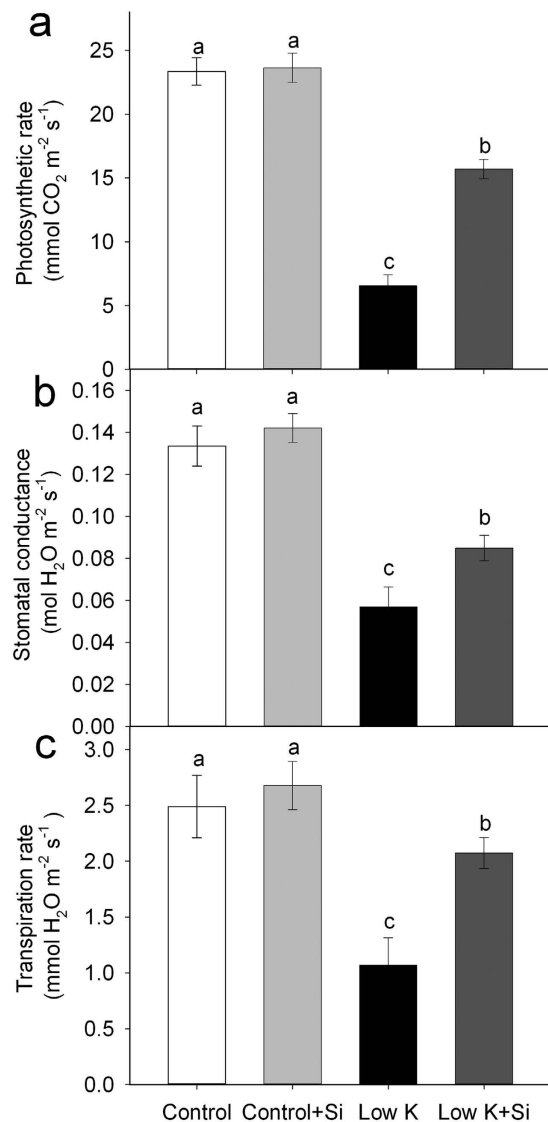 a
Photosynthetic rate
(mmol CO₂ m⁻² s⁻¹)
25
20
15
10
5
0
a
a
c
b
b
Stomatal conductance
(mol H₂O m⁻² s⁻¹)
0.16
0.14
0.12
0.10
0.08
0.06
0.04
0.02
0.00
a
a
c
b
c
Transpiration rate
(mmol H₂O m⁻² s⁻¹)
3.0
2.5
2.0
1.5
1.0
0.5
0.0
a
a
c
b
Control Control+Si Low K Low K+Si